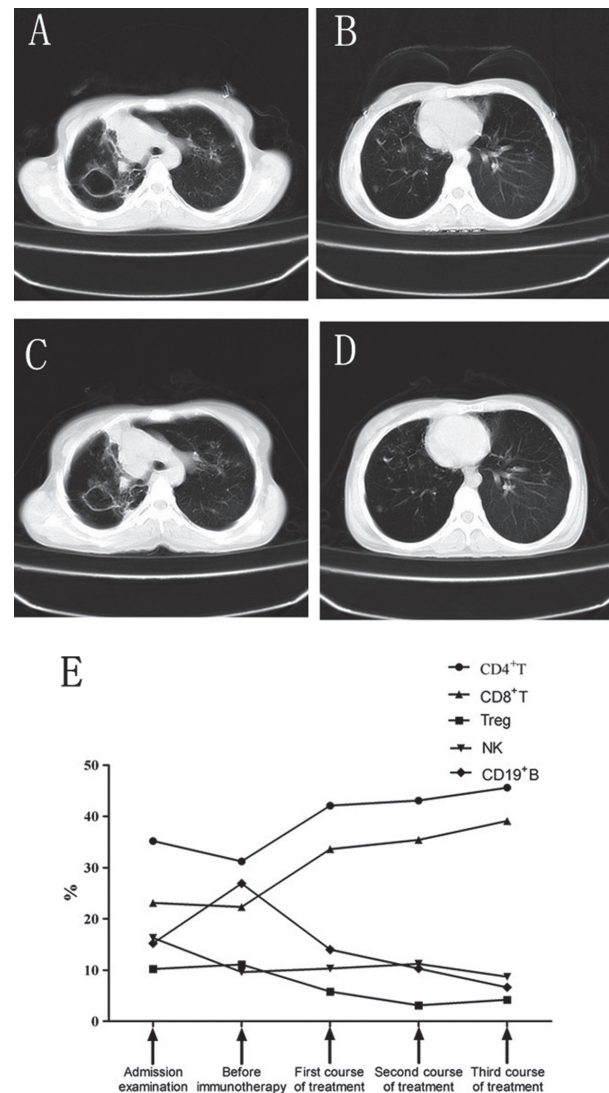 A
B
C
D
E
CD4⁺T
CD8⁺T
Treg
NK
CD19⁺B
50
40
30
20
10
0
%
Admission examination
Before immunotherapy
First course of treatment
Second course of treatment
Third course of treatment